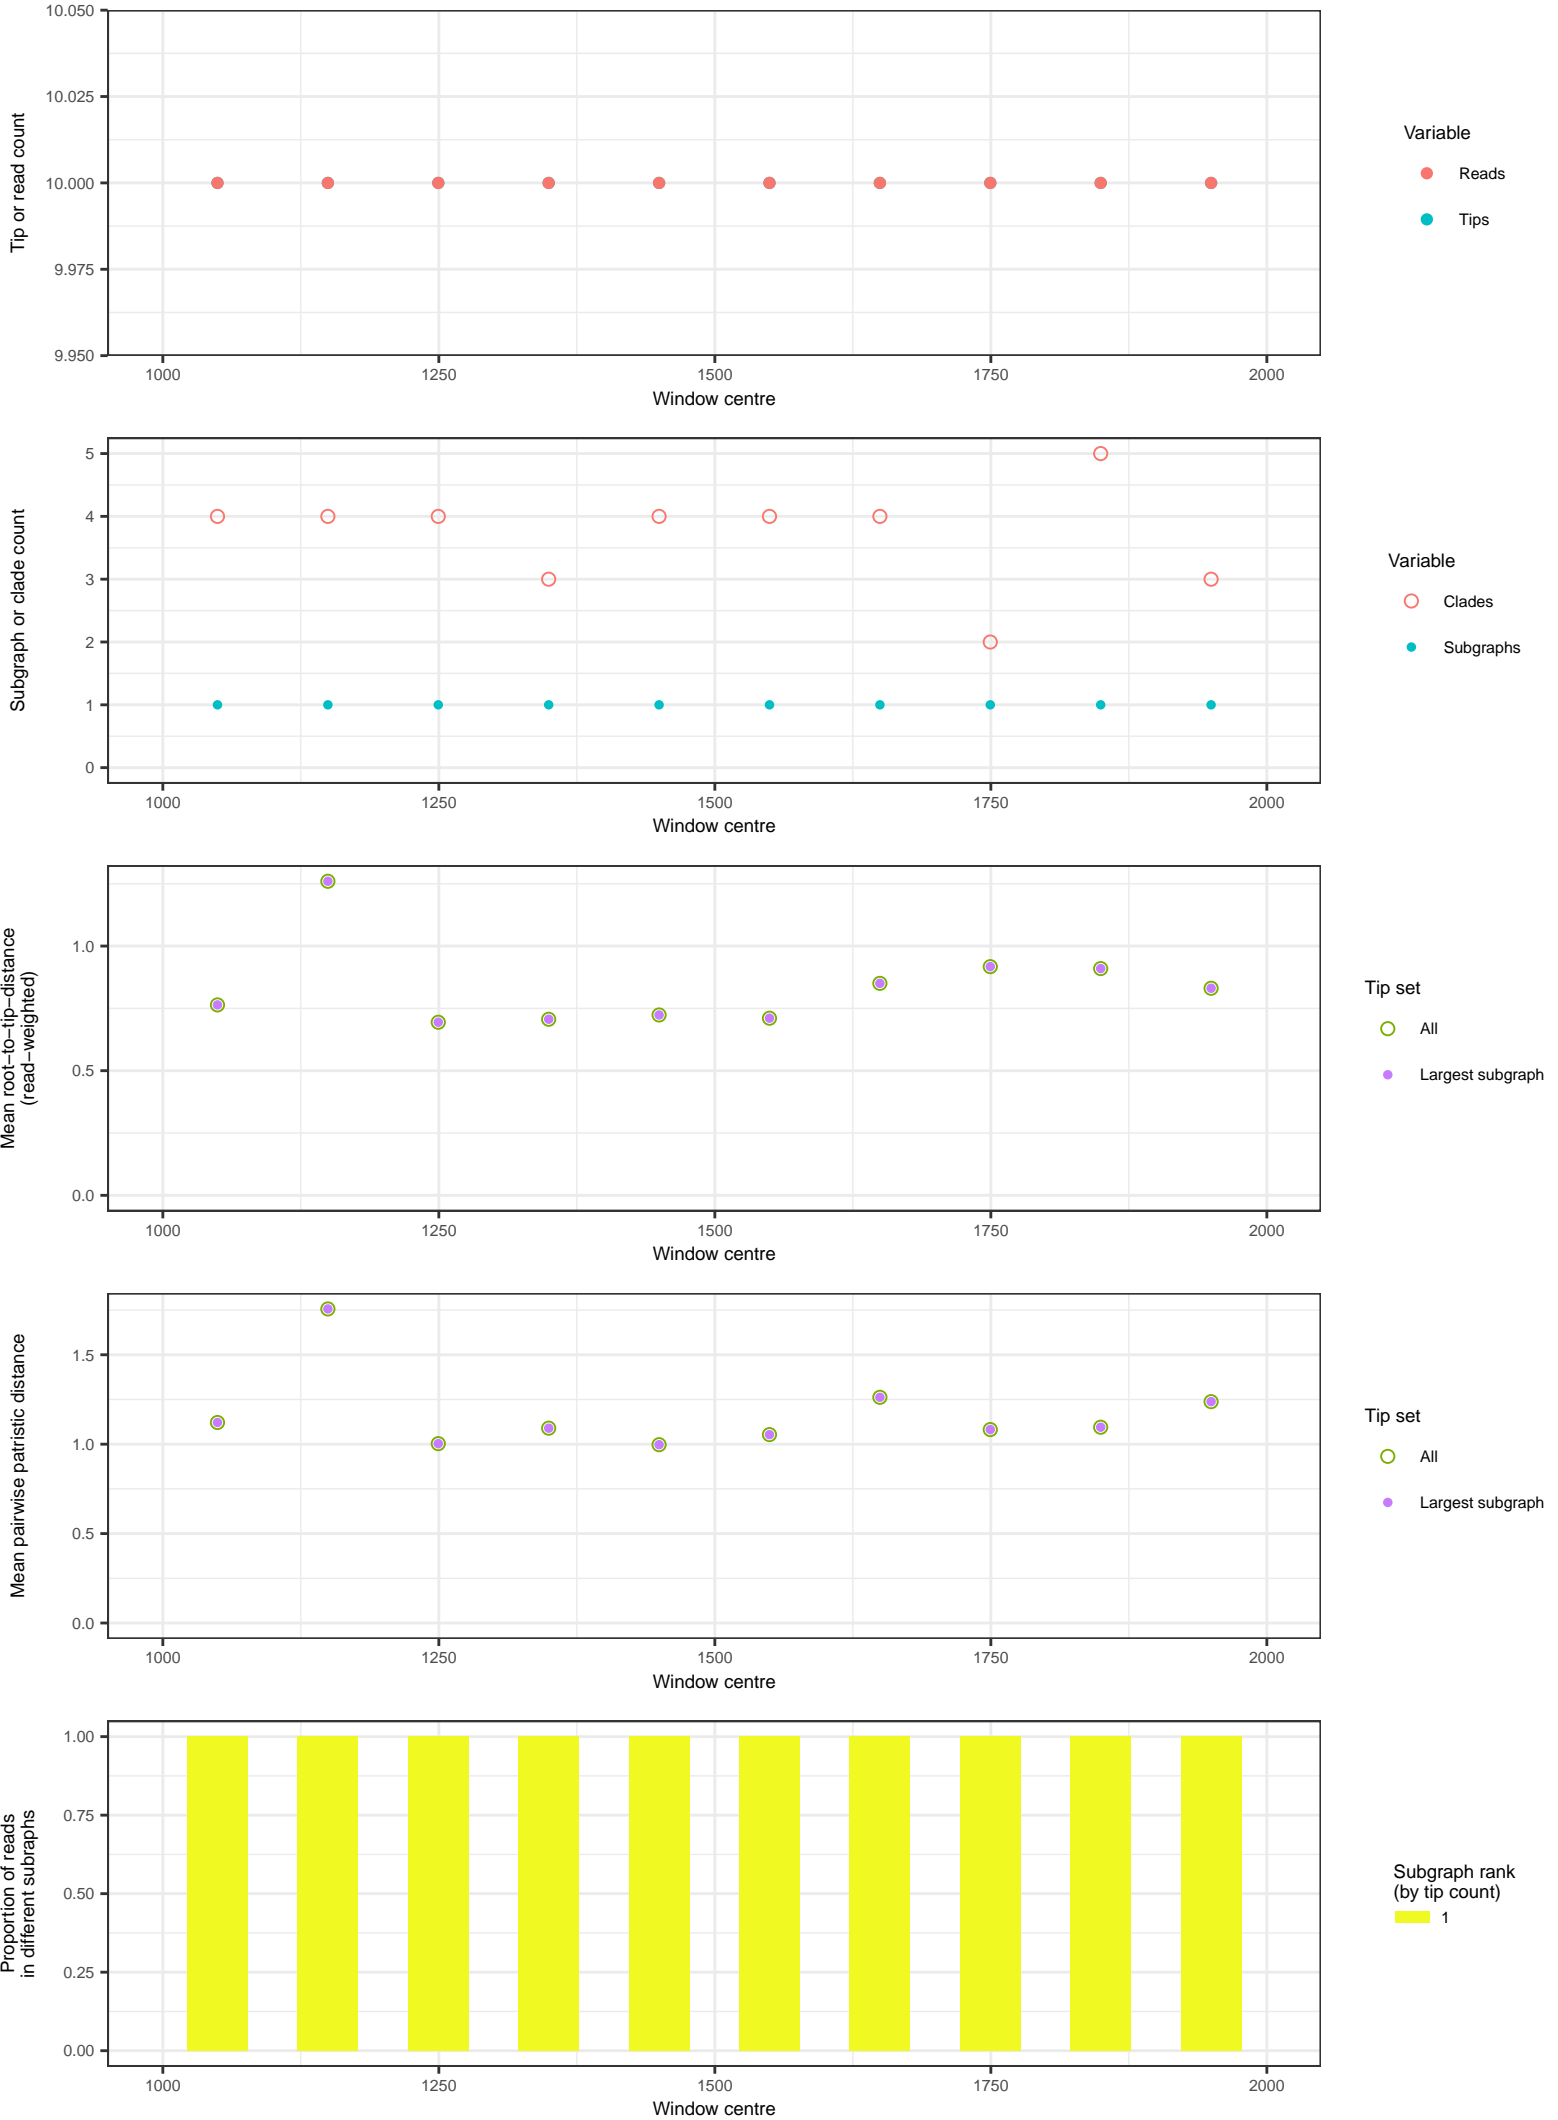 10.050
10.025
10.000
9.975
9.950
Tip or read count
1000 1250 1500 1750 2000
Window centre
Variable
Reads
Tips
5
4
3
2
1
0
Subgraph or clade count
1000 1250 1500 1750 2000
Window centre
Variable
Clades
Subgraphs
1.0
0.5
0.0
Mean root−to−tip−distance
(read−weighted)
1000 1250 1500 1750 2000
Window centre
Tip set
All
Largest subgraph
1.5
1.0
0.5
0.0
Mean pairwise patristic distance
1000 1250 1500 1750 2000
Window centre
Tip set
All
Largest subgraph
1.00
0.75
0.50
0.25
0.00
Proportion of reads
in different subraphs
1000 1250 1500 1750 2000
Window centre
Subgraph rank
(by tip count)
1